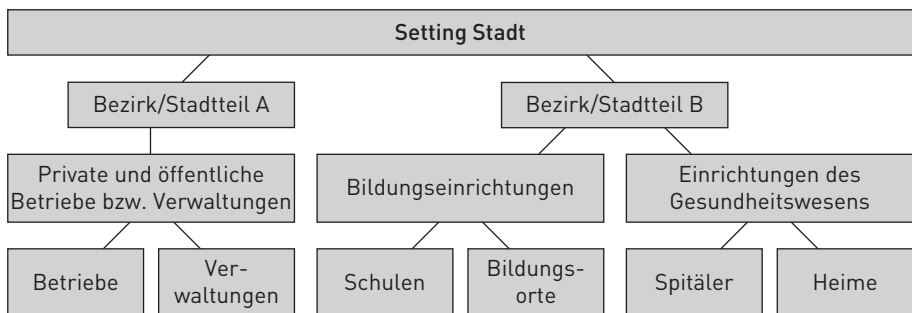 Setting Stadt
Bezirk/Stadtteil A
Bezirk/Stadtteil B
Private und öffentliche
Betriebe bzw. Verwaltungen
Bildungseinrichtungen
Einrichtungen des
Gesundheitswesens
Betriebe
Ver-
waltungen
Schulen
Bildungs-
orte
Spitäler
Heime